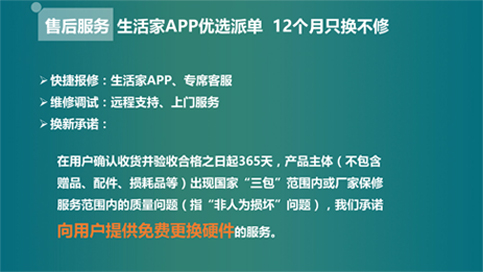 售后服务 生活家APP优选派单 12个月只换不修
快捷报修：生活家APP、专席客服
维修调试：远程支持、上门服务
换新承诺：
在用户确认收货并验收合格之日起365天，产品主体（不包含
赠品、配件、损耗品等）出现国家“三包”范围内或厂家保修
服务范围内的质量问题（指“非人为损坏”问题），我们承诺
向用户提供免费更换硬件的服务。